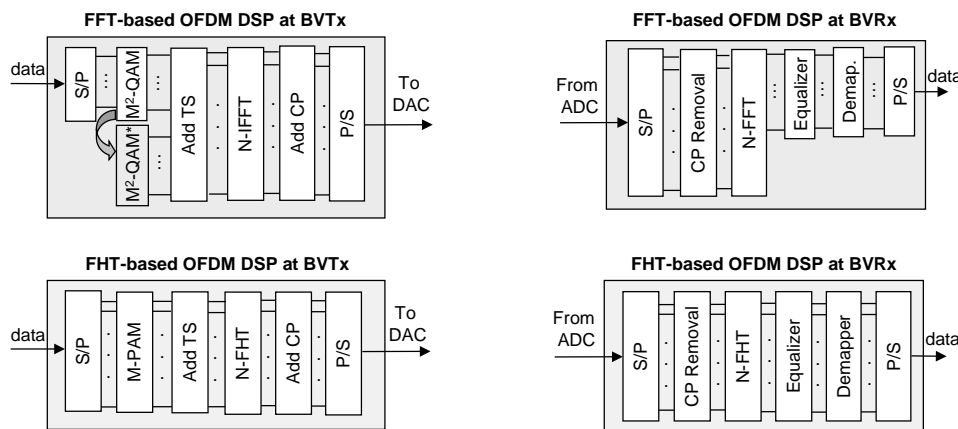 FFT-based OFDM DSP at BVTx
data
S/P
...
M²-QAM
M²-QAM*
...
Add TS
N-IFFT
Add CP
P/S
...
To
DAC
FFT-based OFDM DSP at BVRx
From
ADC
S/P
CP Removal
N-FFT
...
Equalizer
...
Demap.
...
P/S
data
FHT-based OFDM DSP at BVTx
data
S/P
M-PAM
Add TS
N-FHT
Add CP
P/S
To
DAC
FHT-based OFDM DSP at BVRx
From
ADC
S/P
CP Removal
N-FHT
Equalizer
Demapper
P/S
data